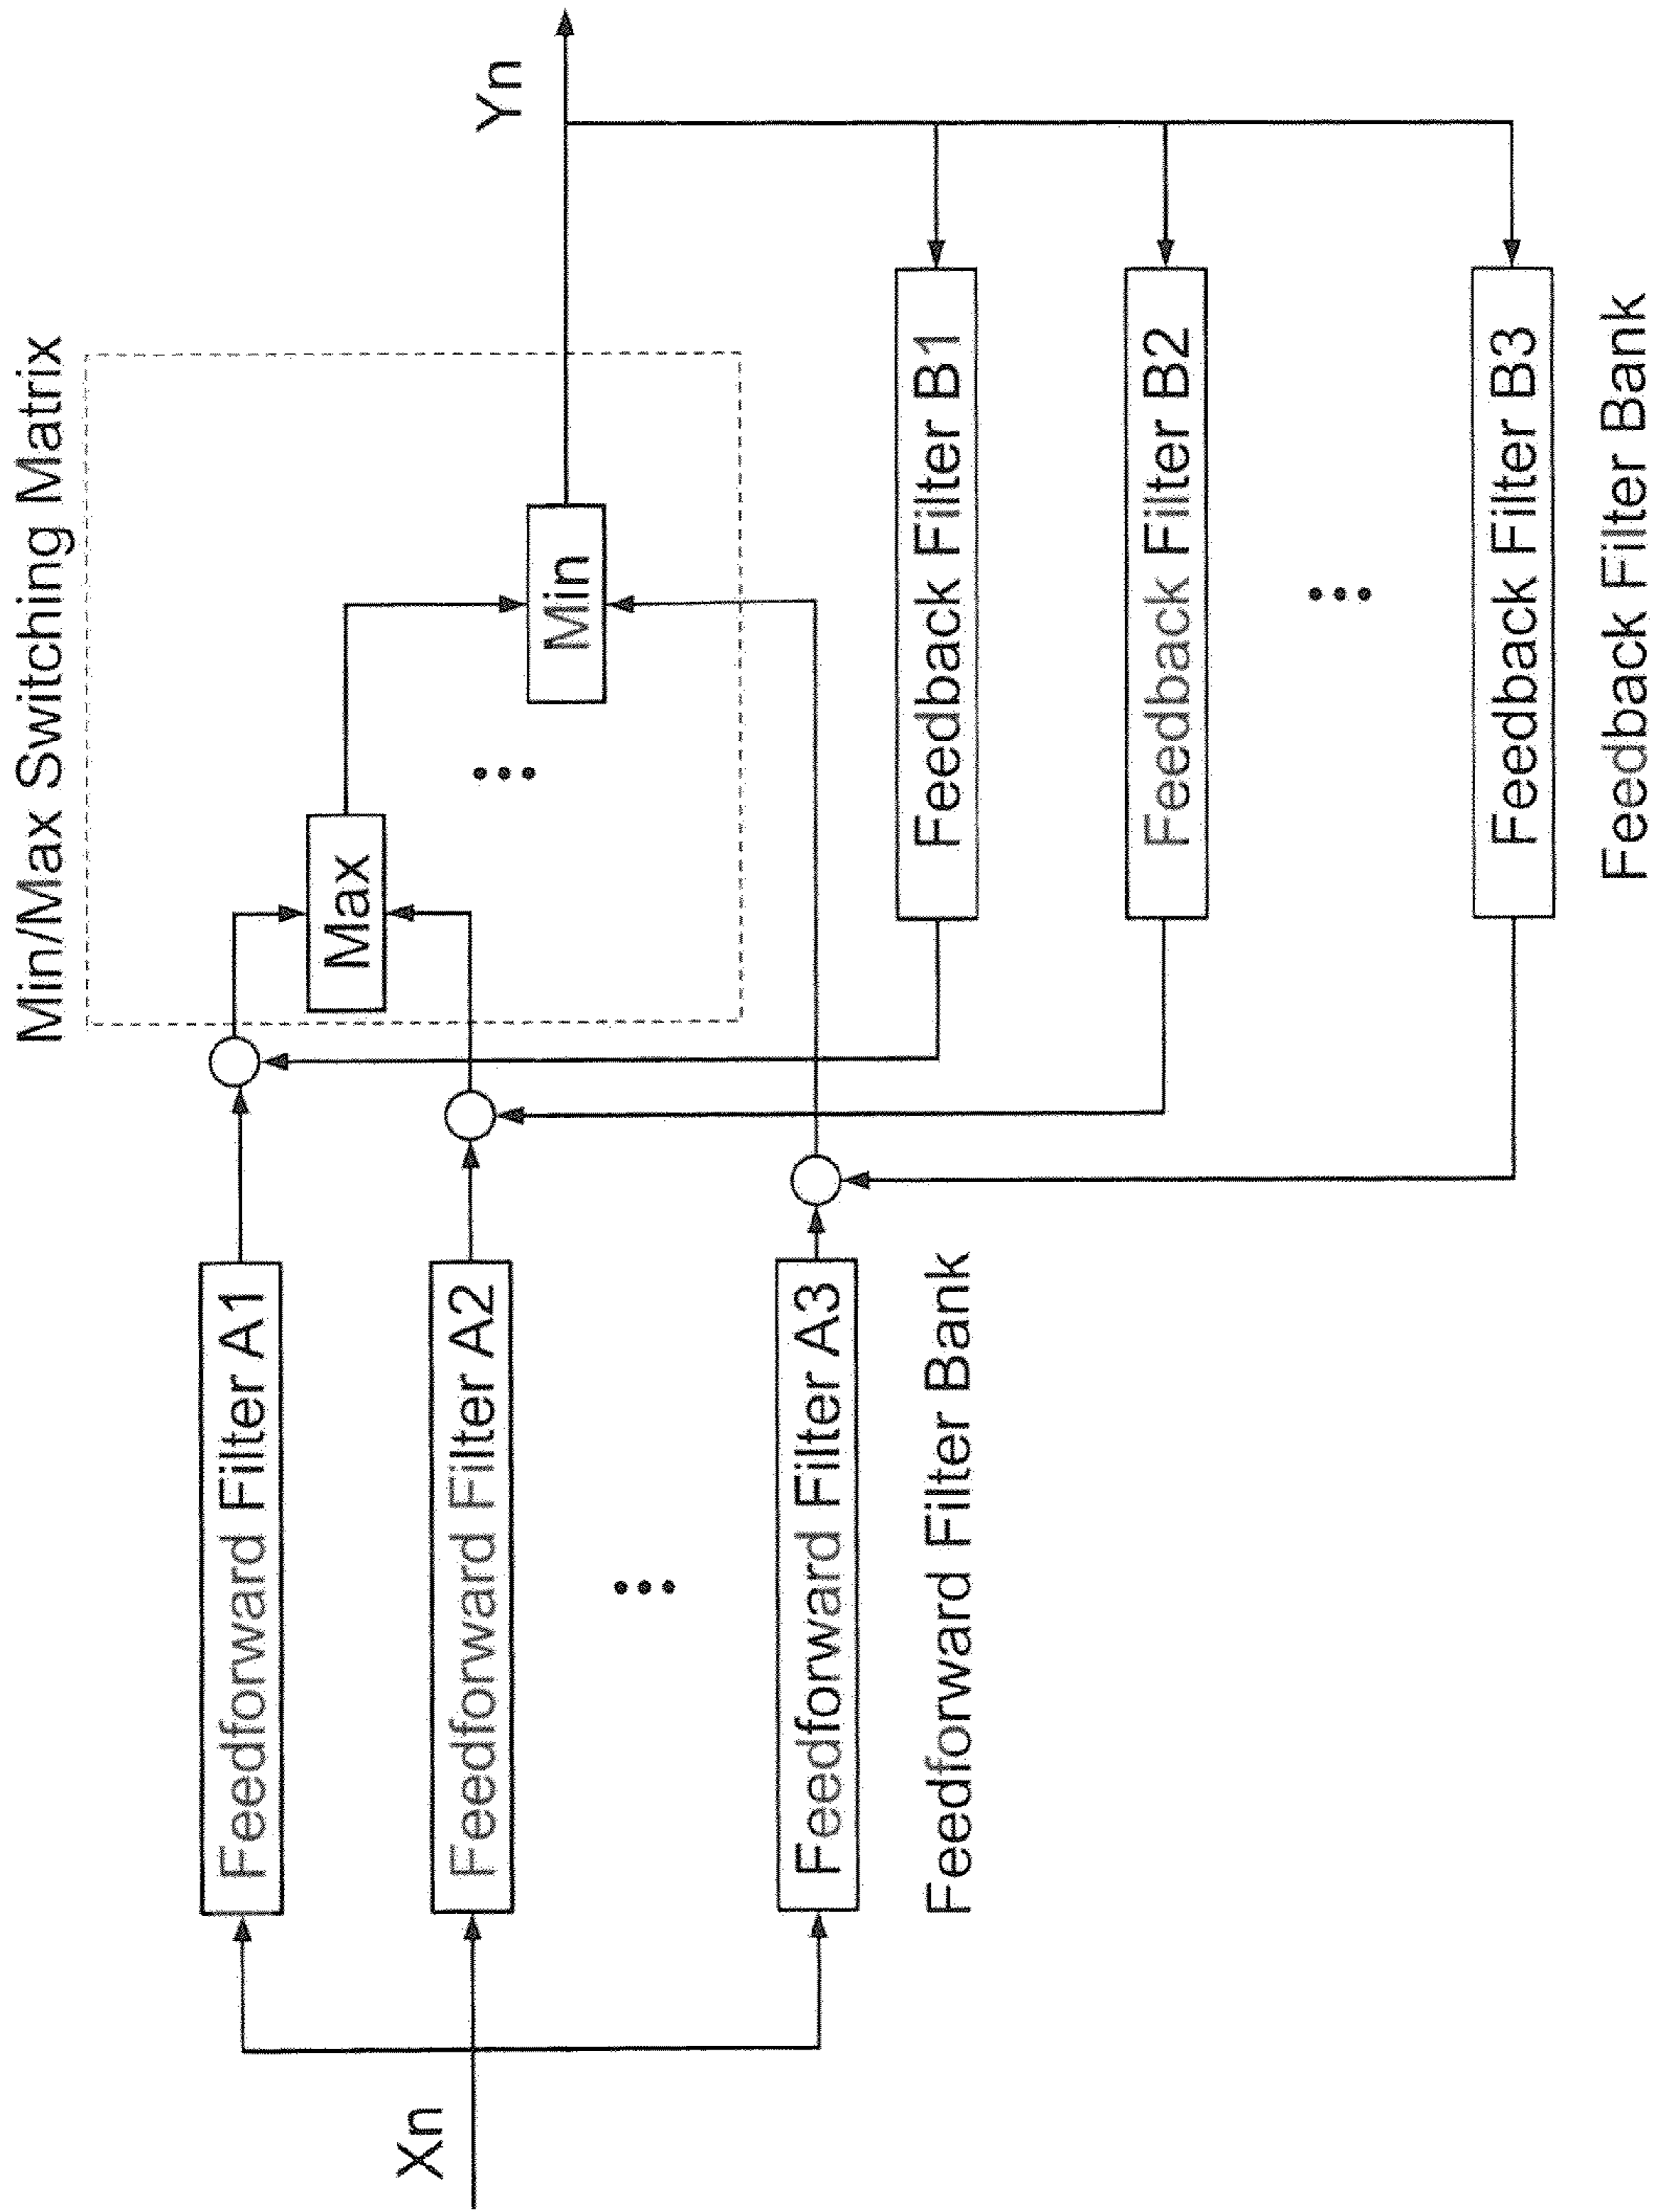 Min/Max Switching Matrix
Xn
Feedforward Filter A1
Feedforward Filter A2
Feedforward Filter A3
Feedforward Filter Bank
Max
Min
Yn
Feedback Filter B1
Feedback Filter B2
Feedback Filter B3
Feedback Filter Bank